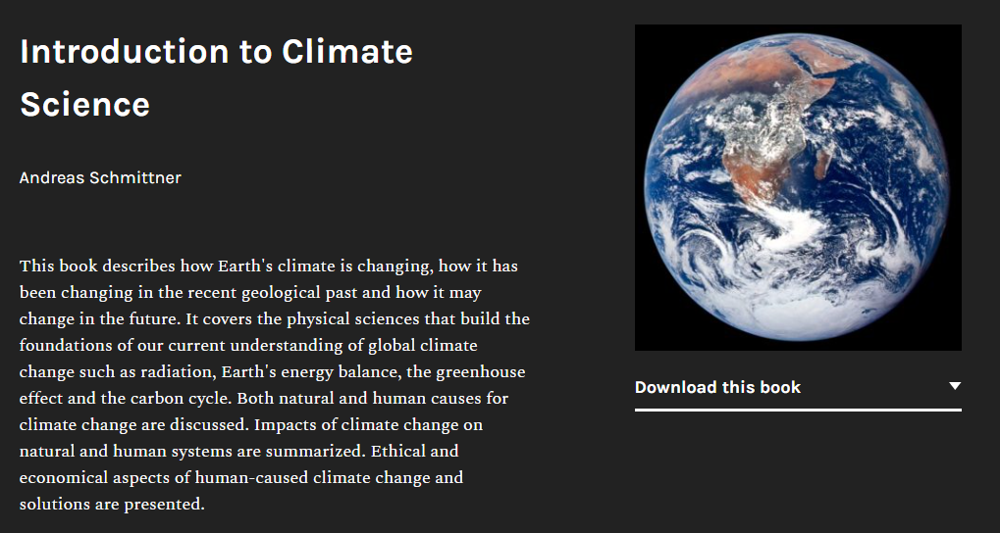 Introduction to Climate
Science
Andreas Schmittner
This book describes how Earth's climate is changing, how it has
been changing in the recent geological past and how it may
change in the future. It covers the physical sciences that build the
foundations of our current understanding of global climate
change such as radiation, Earth's energy balance, the greenhouse
effect and the carbon cycle. Both natural and human causes for
climate change are discussed. Impacts of climate change on
natural and human systems are summarized. Ethical and
economical aspects of human-caused climate change and
solutions are presented.
Download this book